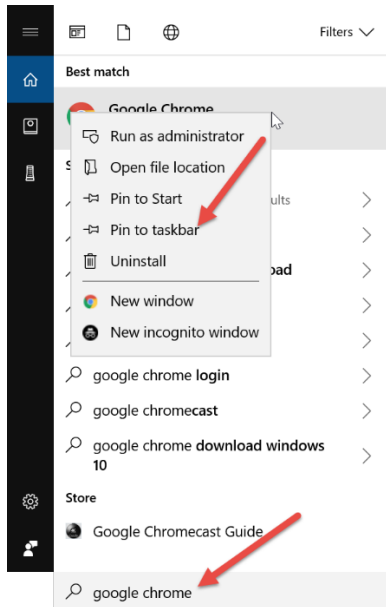 Filters
Best match
Google Chrome
Run as administrator
Open file location
Pin to Start
ults
Pin to taskbar
Uninstall
oad
New window
New incognito window
google chrome login
google chromecast
google chrome download windows
10
Store
Google Chromecast Guide
google chrome